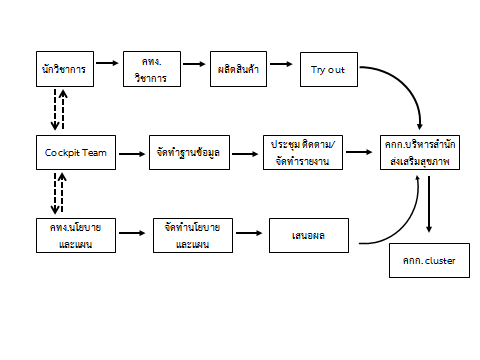 นักวิชาการ
คทง.
วิชาการ
ผลิตสินค้า
Try out
Cockpit Team
จัดทำฐานข้อมูล
ประชุม ติดตาม/
จัดทำรายงาน
คกก.บริหารสำนัก
ส่งเสริมสุขภาพ
คทง.นโยบาย
และแผน
จัดทำนโยบาย
และแผน
เสนอผล
คกก. cluster